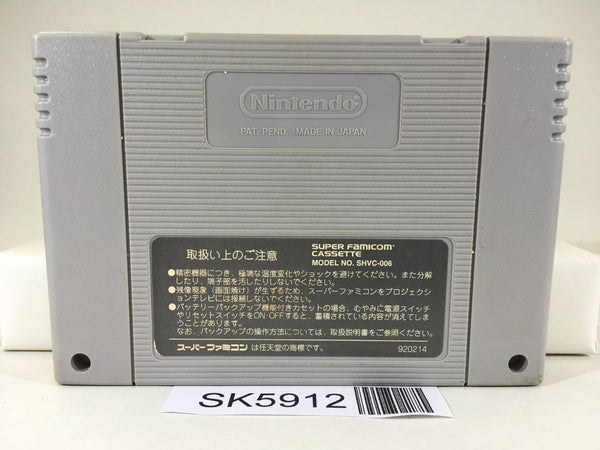 Nintendo
PAT. PEND. MADE IN JAPAN
取扱い上のご注意
SUPER FAMICOM
CASSETTE
MODEL NO. SHVC-006
●精密機器につき、極端な温度変化やショックを避けてください。また分解
したり、端子部を汚したりしないでください。
●残像現象（画面焼け）が生ずるため、スーパーファミコンをプロジェクシ
ョンテレビには接続しないでください。
●バッテリーバックアップ機能付きカセットの場合、むやみに電源スイッチ
やリセットスイッチをON・OFFすると、蓄積されている内容が消えてしま
うことがあります。
なお、バックアップの操作方法については、取扱説明書をご参照ください。
スーパーファミコン は任天堂の商標です。
920214
SK5912